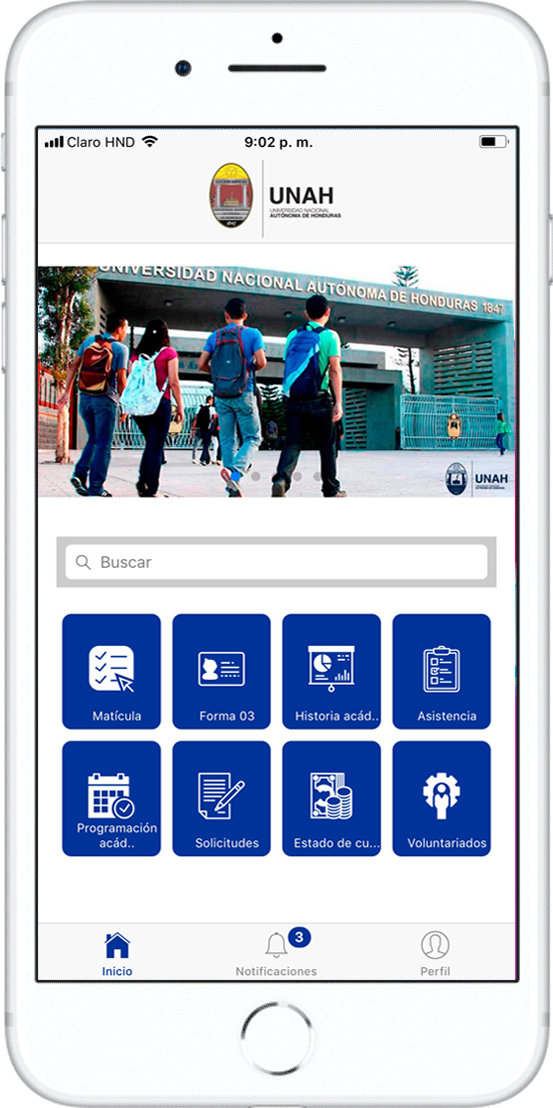 Claro HND
9:02 p. m.
UNAH
UNIVERSIDAD NACIONAL
AUTÓNOMA DE HONDURAS
UNIVERSIDAD NACIONAL AUTÓNOMA DE HONDURAS 1847
UNAH
Buscar
Matícula
Forma 03
Historia acád..
Asistencia
Programación
acád..
Solicitudes
Estado de cu...
Voluntariados
3
Inicio
Notificaciones
Perfil